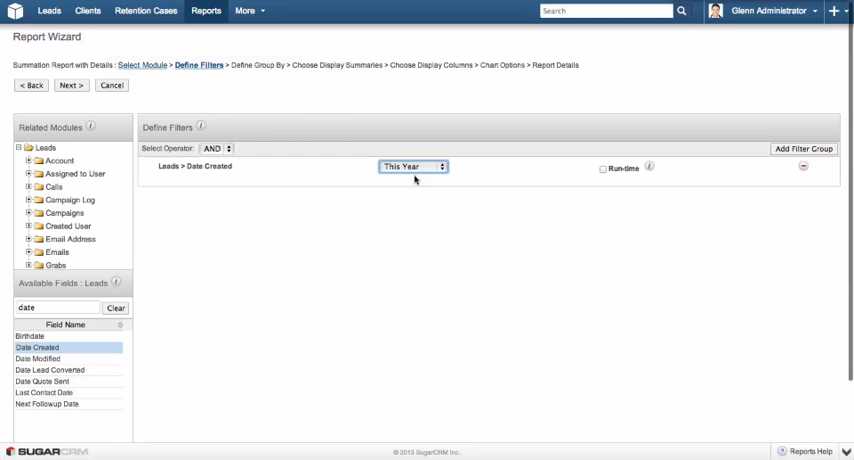 Leads Clients Retention Cases Reports More Search Glenn Administrator
Report Wizard
Summation Report with Details : Select Module > Define Filters > Define Group By > Choose Display Summaries > Choose Display Columns > Chart Options > Report Details
< Back Next > Cancel
Related Modules
Leads
Account
Assigned to User
Calls
Campaign Log
Campaigns
Created User
Email Address
Emails
Grabs
Available Fields : Leads
date Clear
Field Name
Birthdate
Date Created
Date Modified
Date Lead Converted
Date Quote Sent
Last Contact Date
Next Followup Date
Define Filters
Select Operator: AND Add Filter Group
Leads > Date Created This Year Run-time
SUGARCRM © 2013 SugarCRM Inc. Reports Help